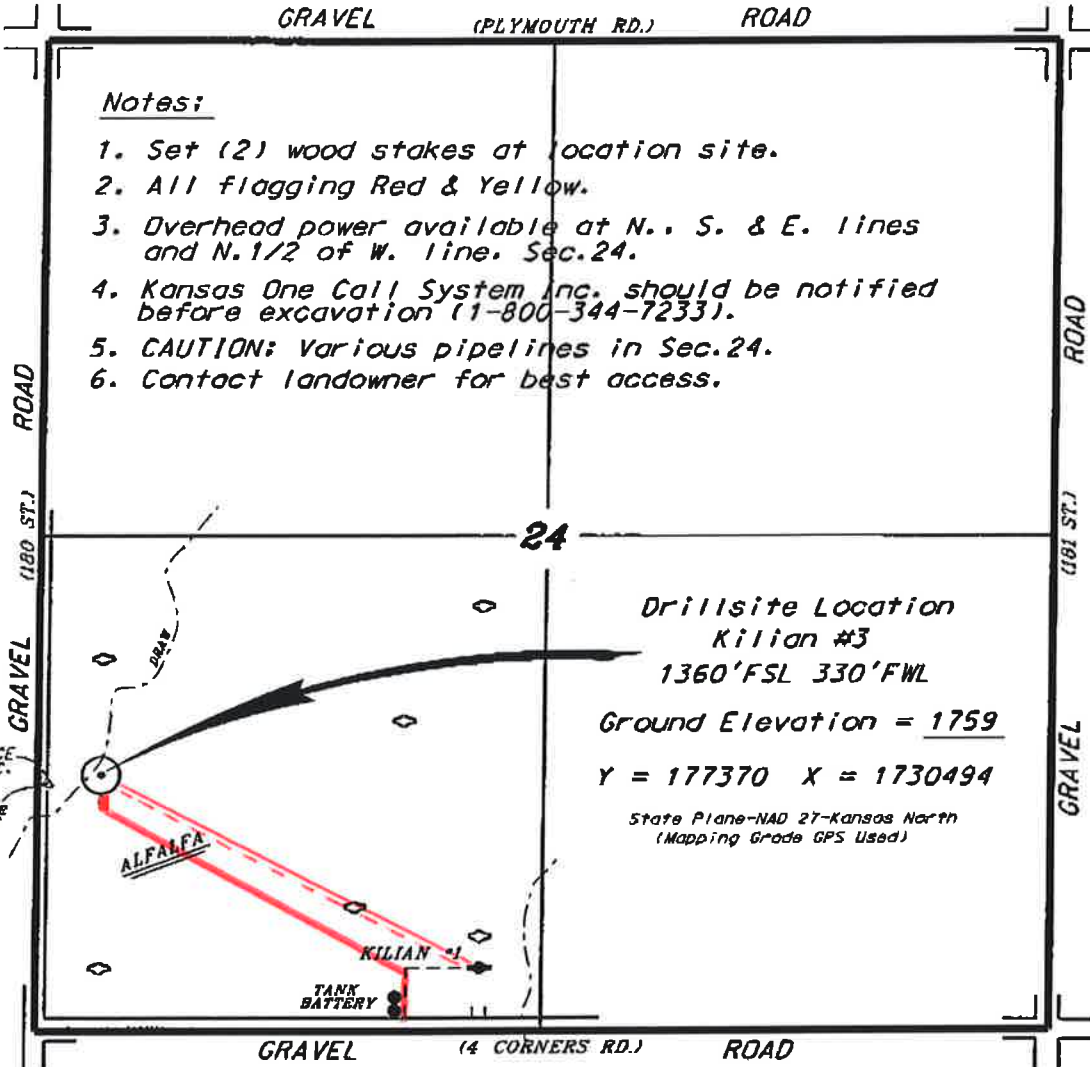 GRAVEL (PLYMOUTH RD.) ROAD
Notes:
1. Set (2) wood stakes at location site.
2. All flagging Red & Yellow.
3. Overhead power available at N., S. & E. lines
and N.1/2 of W. line. Sec.24.
4. Kansas One Call System Inc. should be notified
before excavation (1-800-344-7233).
5. CAUTION: Various pipelines in Sec.24.
6. Contact landowner for best access.
GRAVEL (180 ST.) ROAD
GRAVEL (181 ST.) ROAD
24
DRAW
Drillsite Location
Kilian #3
1360'FSL 330'FWL
Ground Elevation = 1759
Y = 177370 X = 1730494
State Plane-NAD 27-Kansas North
(Mapping Grade GPS Used)
ALFALFA
KILIAN #1
TANK
BATTERY
GRAVEL (4 CORNERS RD.) ROAD